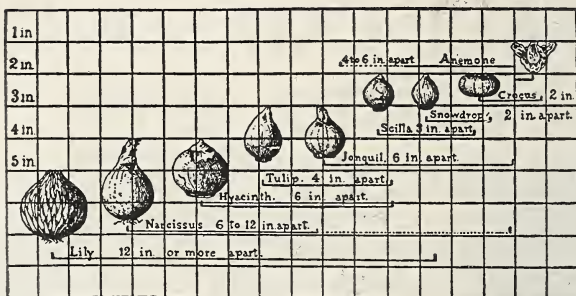 1 in
2 in
4 to 6 in apart Anemone
3 in
Crocus, 2 in
Snowdrop, 2 in. apart.
4 in
Scilla 3 in. apart.
5 in
Jonquil. 6 in. apart.
Tulip. 4 in. apart.
Hyacinth. 6 in. apart.
Narcissus 6 to 12 in. apart.
Lily 12 in. or more apart.